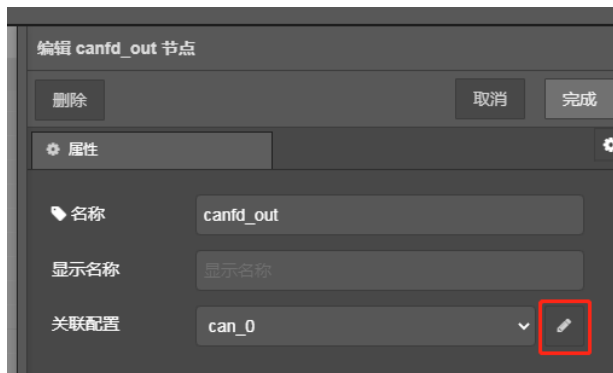 编辑 canfd_out 节点
删除 取消 完成
属性
名称 canfd_out
显示名称 显示名称
关联配置 can_0